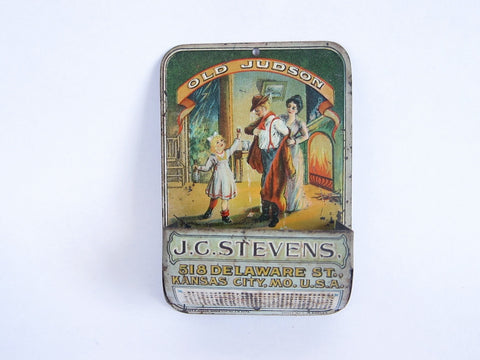 OLD JUDSON
J.C. STEVENS.
518 DELAWARE ST.,
KANSAS CITY, MO. U.S.A.